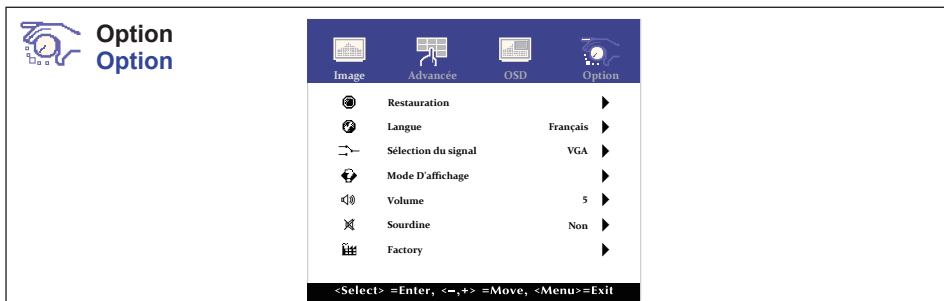 Option
Option
Image Advancée OSD Option
Restauration
Langue Français
Sélection du signal VGA
Mode D'affichage
Volume 5
Sourdine Non
Factory
<Select> =Enter, <–,+> =Move, <Menu>=Exit